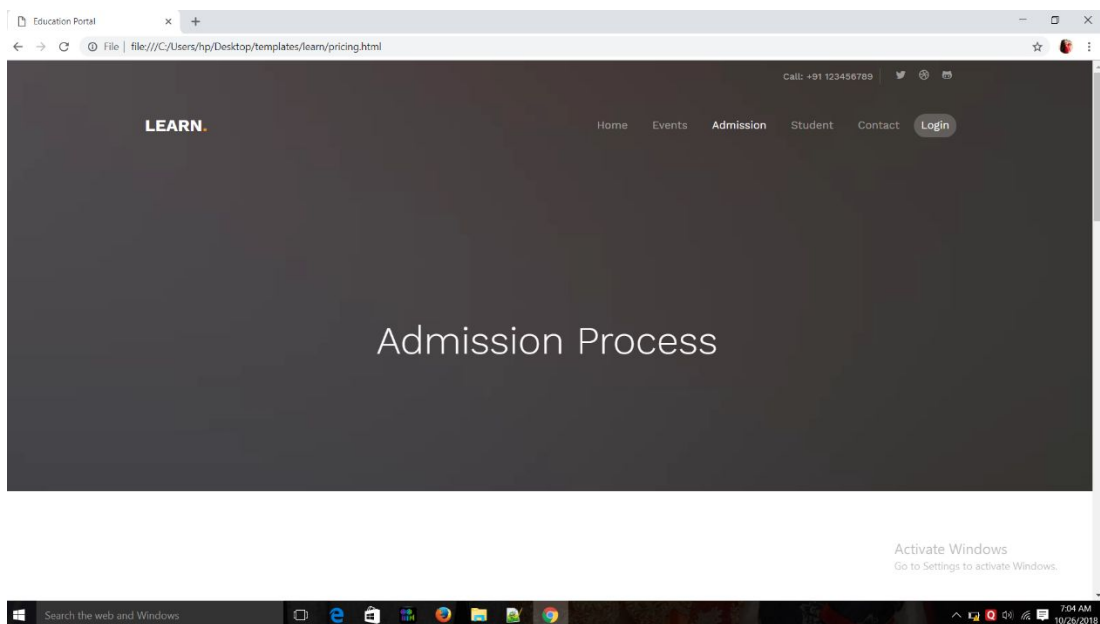 Education Portal
File | file:///C:/Users/hp/Desktop/templates/learn/pricing.html
Call: +91 123456789
LEARN.
Home Events Admission Student Contact Login
Admission Process
Activate Windows
Go to Settings to activate Windows.
Search the web and Windows
7:04 AM
10/26/2018